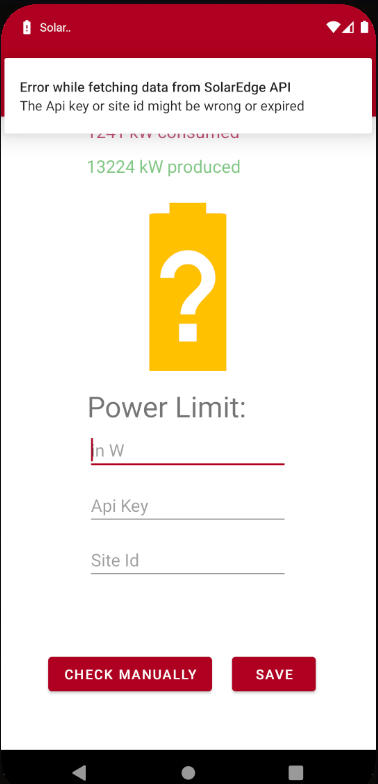 Solar..
Error while fetching data from SolarEdge API
The Api key or site id might be wrong or expired
1241 kW consumed
13224 kW produced
?
Power Limit:
in W
Api Key
Site Id
CHECK MANUALLY
SAVE